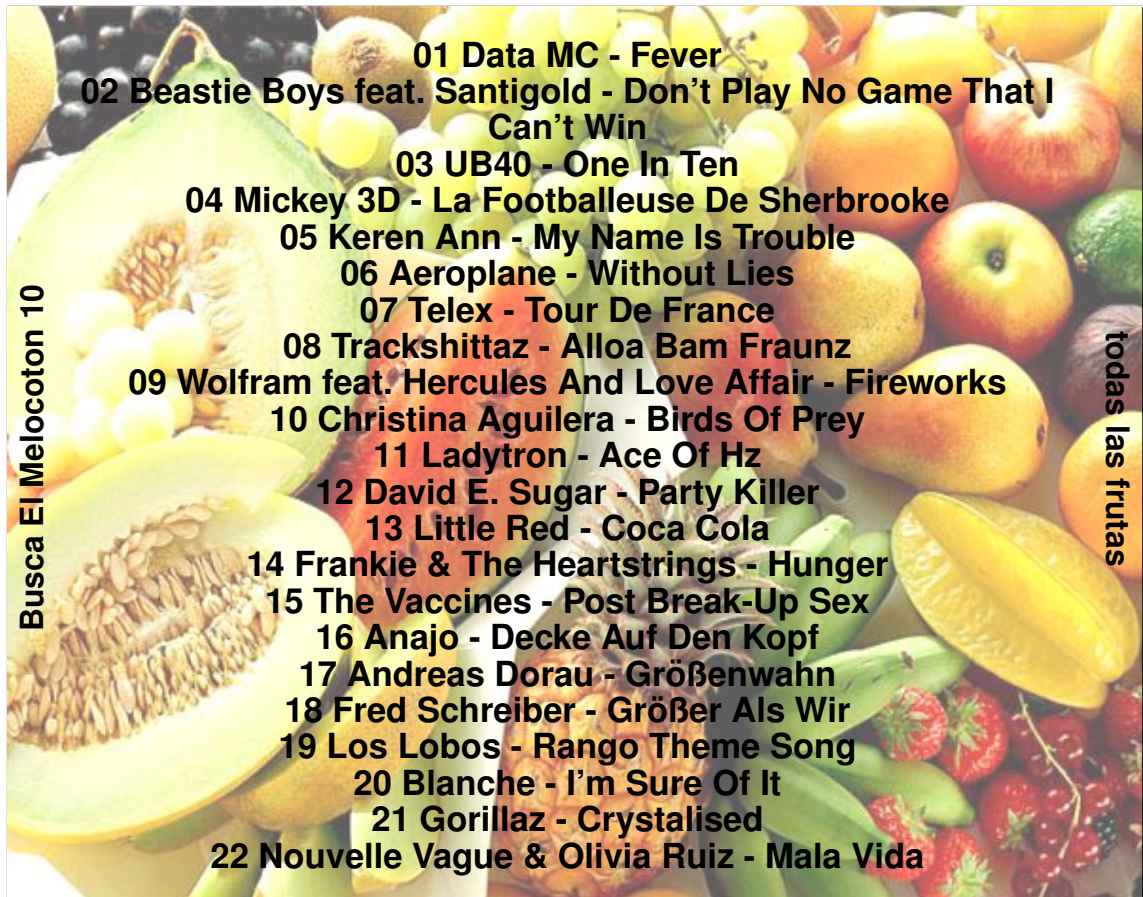 01 Data MC - Fever
02 Beastie Boys feat. Santigold - Don't Play No Game That I
Can't Win
03 UB40 - One In Ten
04 Mickey 3D - La Footballeuse De Sherbrooke
05 Keren Ann - My Name Is Trouble
06 Aeroplane - Without Lies
07 Telex - Tour De France
08 Trackshittaz - Alloa Bam Fraunz
09 Wolfram feat. Hercules And Love Affair - Fireworks
10 Christina Aguilera - Birds Of Prey
11 Ladytron - Ace Of Hz
12 David E. Sugar - Party Killer
13 Little Red - Coca Cola
14 Frankie & The Heartstrings - Hunger
15 The Vaccines - Post Break-Up Sex
16 Anajo - Decke Auf Den Kopf
17 Andreas Dorau - Größenwahn
18 Fred Schreiber - Größer Als Wir
19 Los Lobos - Rango Theme Song
20 Blanche - I'm Sure Of It
21 Gorillaz - Crystalised
22 Nouvelle Vague & Olivia Ruiz - Mala Vida
Busca El Melocoton 10
todas las frutas